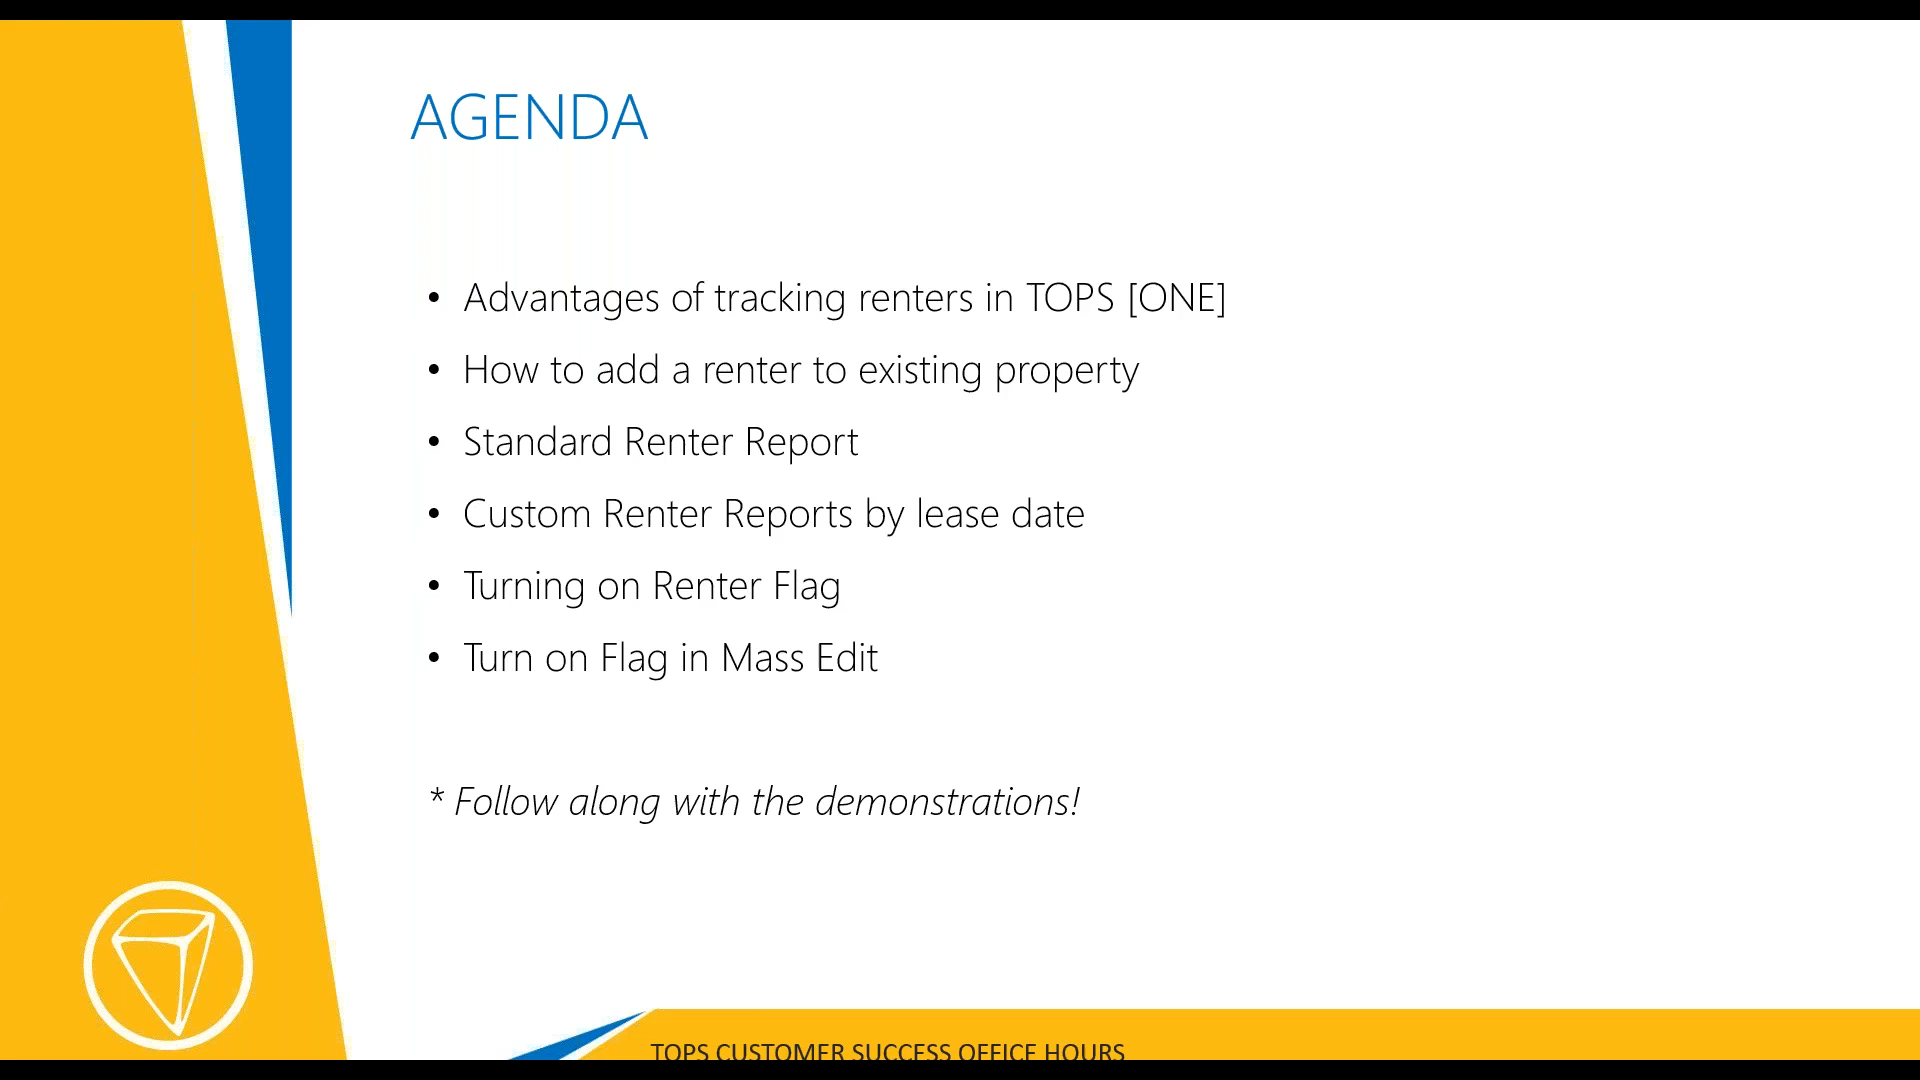 AGENDA
• Advantages of tracking renters in TOPS [ONE]
• How to add a renter to existing property
• Standard Renter Report
• Custom Renter Reports by lease date
• Turning on Renter Flag
• Turn on Flag in Mass Edit
* Follow along with the demonstrations!
TOPS CUSTOMER SUCCESS OFFICE HOURS